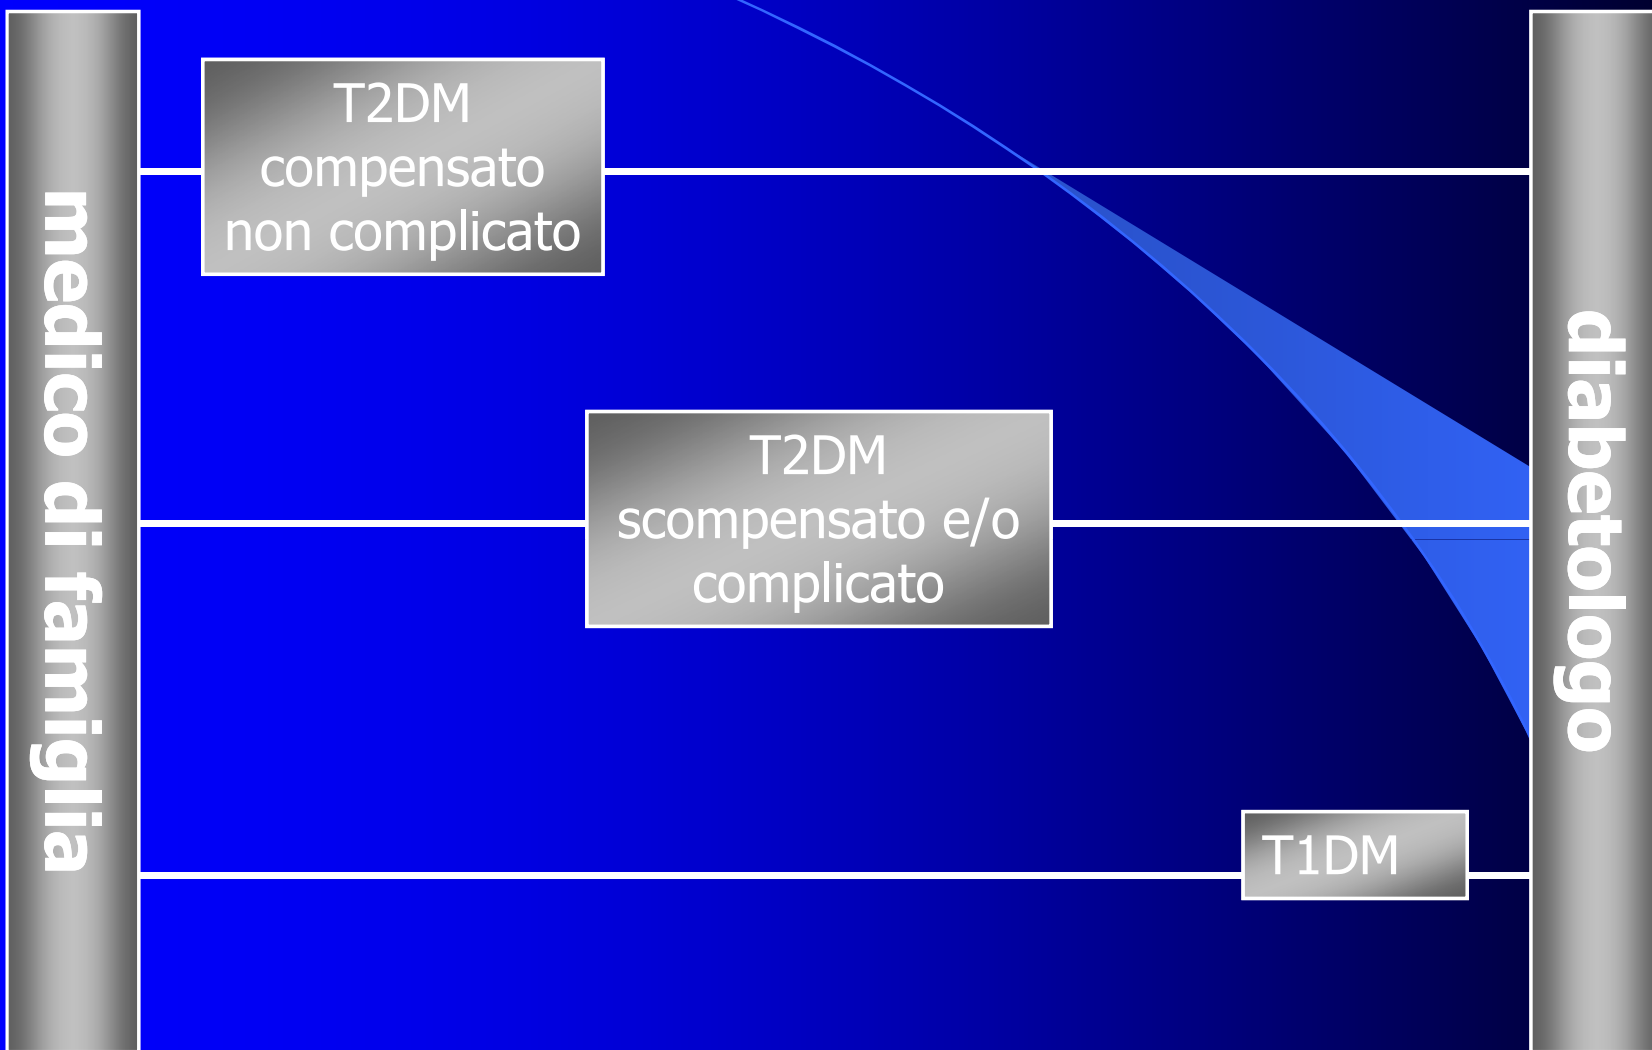 medico di famiglia
T2DM
compensato
non complicato
T2DM
scompensato e/o
complicato
T1DM
diabetologo